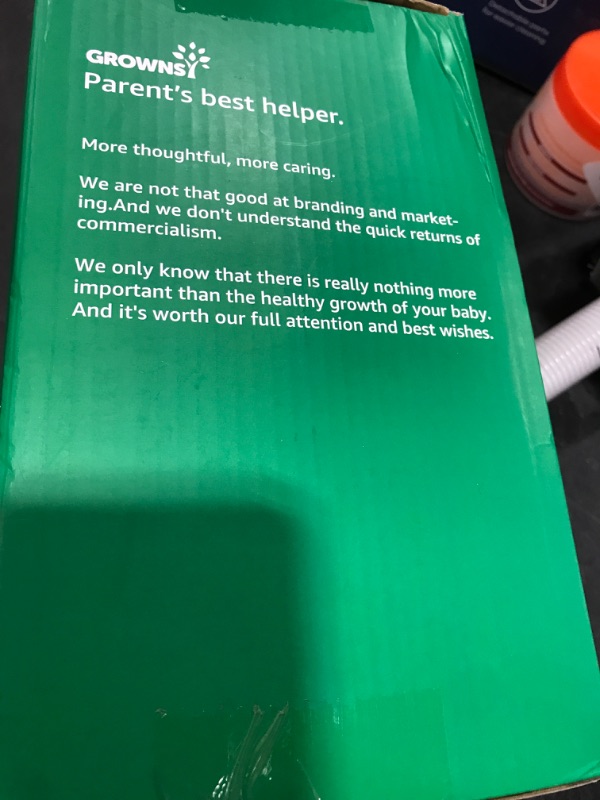 GROWNSY
Parent's best helper.
More thoughtful, more caring.
We are not that good at branding and market-
ing.And we don't understand the quick returns of
commercialism.
We only know that there is really nothing more
important than the healthy growth of your baby.
And it's worth our full attention and best wishes.